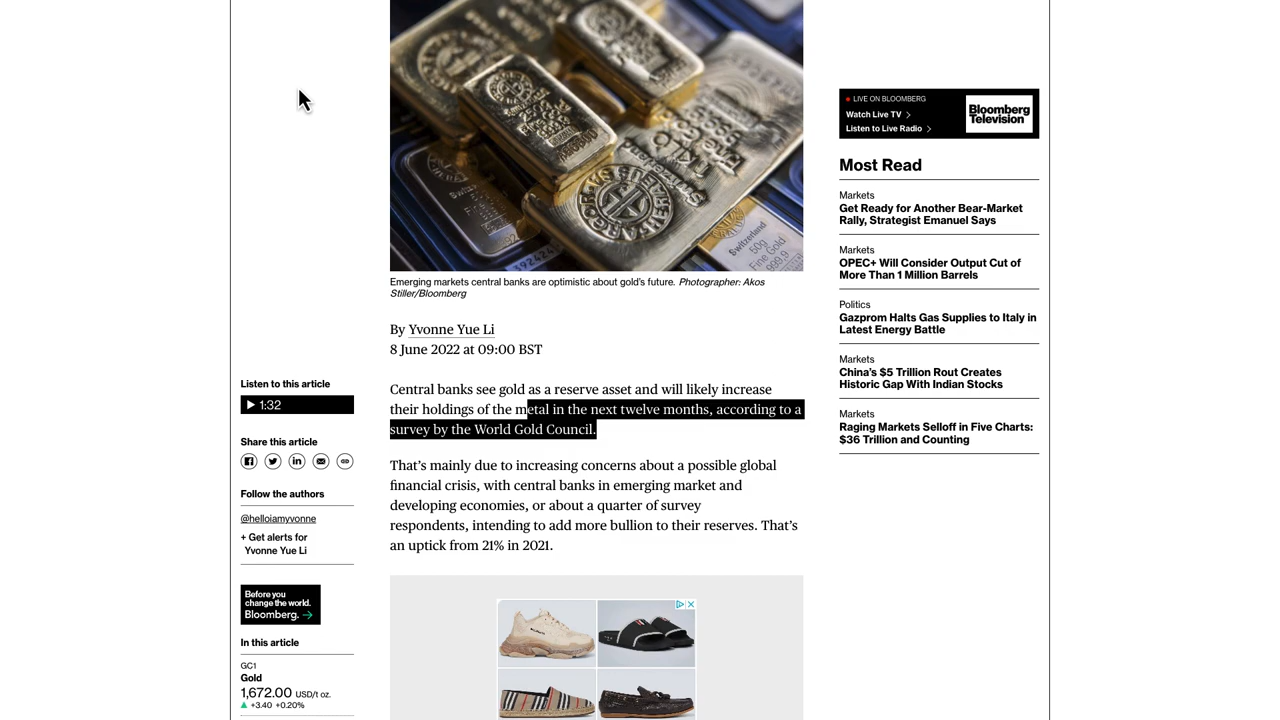 Emerging markets central banks are optimistic about gold's future. Photographer: Akos
Stiller/Bloomberg
By Yvonne Yue Li
8 June 2022 at 09:00 BST
Central banks see gold as a reserve asset and will likely increase
their holdings of the metal in the next twelve months, according to a
survey by the World Gold Council.
That's mainly due to increasing concerns about a possible global
financial crisis, with central banks in emerging market and
developing economies, or about a quarter of survey
respondents, intending to add more bullion to their reserves. That's
an uptick from 21% in 2021.
Listen to this article
1:32
Share this article
Follow the authors
@helloiamyvonne
+ Get alerts for
Yvonne Yue Li
Before you
change the world.
Bloomberg. →
In this article
GC1
Gold
1,672.00 USD/t oz.
▲ +3.40 +0.20%
LIVE ON BLOOMBERG
Watch Live TV >
Listen to Live Radio >
Bloomberg
Television
Most Read
Markets
Get Ready for Another Bear-Market
Rally, Strategist Emanuel Says
Markets
OPEC+ Will Consider Output Cut of
More Than 1 Million Barrels
Politics
Gazprom Halts Gas Supplies to Italy in
Latest Energy Battle
Markets
China's $5 Trillion Rout Creates
Historic Gap With Indian Stocks
Markets
Raging Markets Selloff in Five Charts:
$36 Trillion and Counting
Switzerland
50g
Fine Gold
999.9